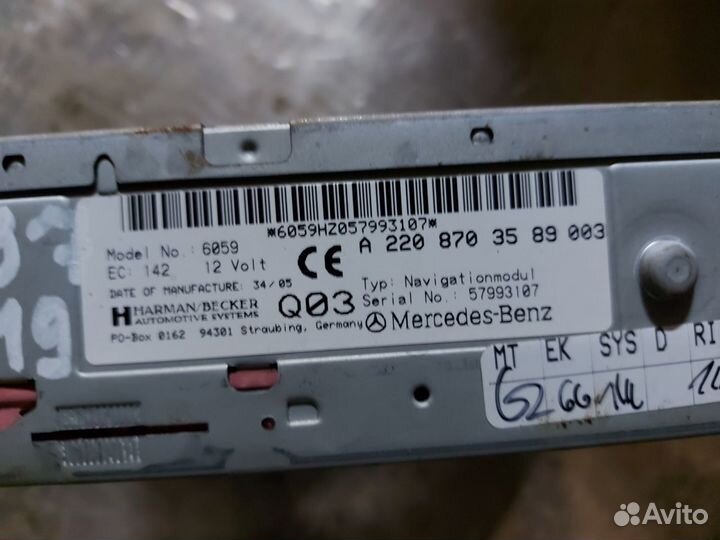 *6059HZ057993107*
Model No.: 6059
EC: 142 12 Volt
CE
A 220 870 35 89 003
DATE OF MANUFACTURE: 34/05
Typ: Navigationmodul
HARMAN/BECKER
AUTOMOTIVE SYSTEMS
Q03
Serial No.: 57993107
PO-Box 0162 94301 Straubing, Germany
Mercedes-Benz
MT EK SYS D RI
62 66 14
19
Avito